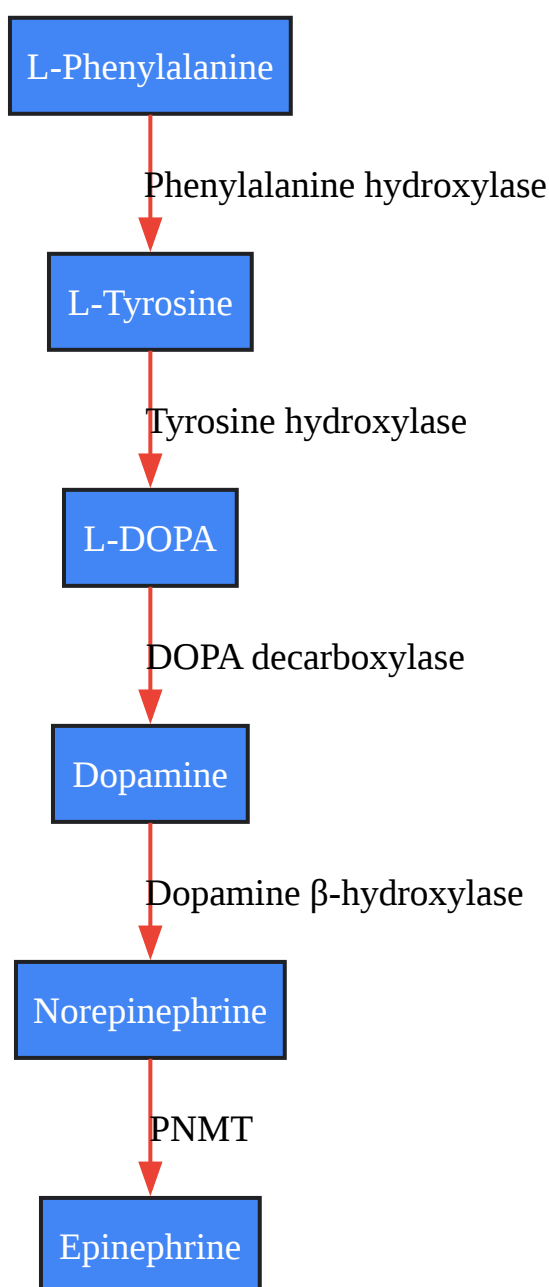 L-Phenylalanine
Phenylalanine hydroxylase
L-Tyrosine
Tyrosine hydroxylase
L-DOPA
DOPA decarboxylase
Dopamine
Dopamine β-hydroxylase
Norepinephrine
PNMT
Epinephrine